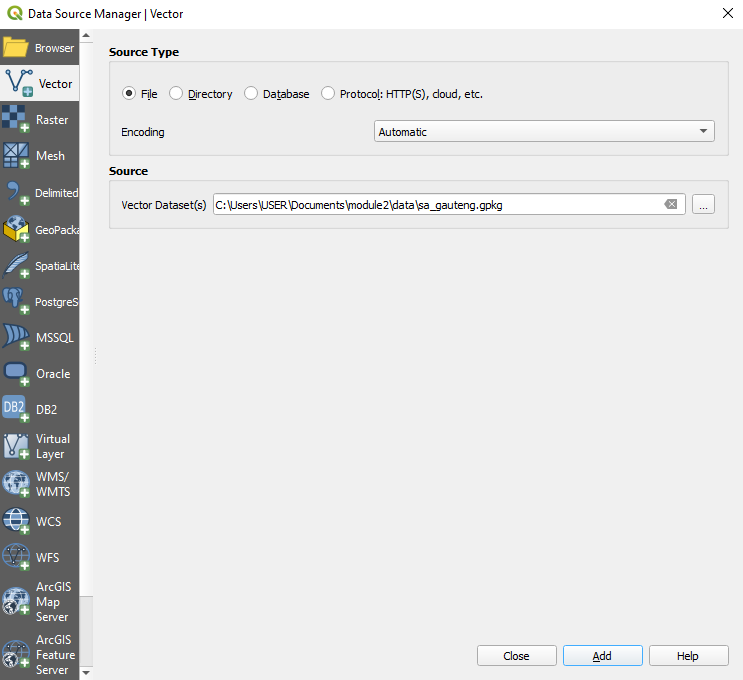 Data Source Manager | Vector
Browser
Vector
Raster
Mesh
Delimited
GeoPacka
SpatiaLite
PostgreS
MSSQL
Oracle
DB2
DB2
Virtual
Layer
WMS/
WMTS
WCS
WFS
ArcGIS
Map
Server
ArcGIS
Feature
Server
Source Type
File
Directory
Database
Protocol: HTTP(S), cloud, etc.
Encoding
Automatic
Source
Vector Dataset(s)
C:\Users\USER\Documents\module2\data\sa_gauteng.gpkg
...
Close
Add
Help